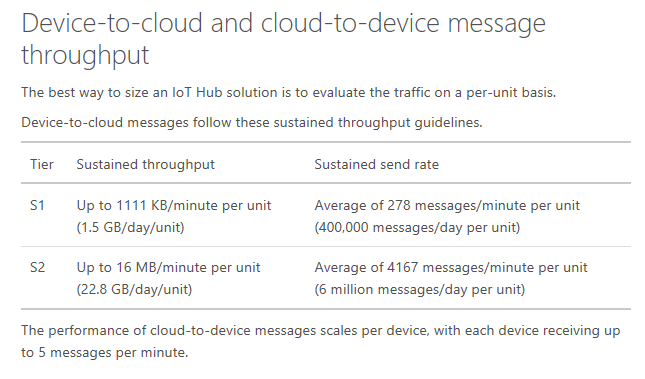 Device-to-cloud and cloud-to-device message
throughput
The best way to size an IoT Hub solution is to evaluate the traffic on a per-unit basis.
Device-to-cloud messages follow these sustained throughput guidelines.
Tier Sustained throughput Sustained send rate
S1 Up to 1111 KB/minute per unit Average of 278 messages/minute per unit
(1.5 GB/day/unit) (400,000 messages/day per unit)
S2 Up to 16 MB/minute per unit Average of 4167 messages/minute per unit
(22.8 GB/day/unit) (6 million messages/day per unit)
The performance of cloud-to-device messages scales per device, with each device receiving up
to 5 messages per minute.